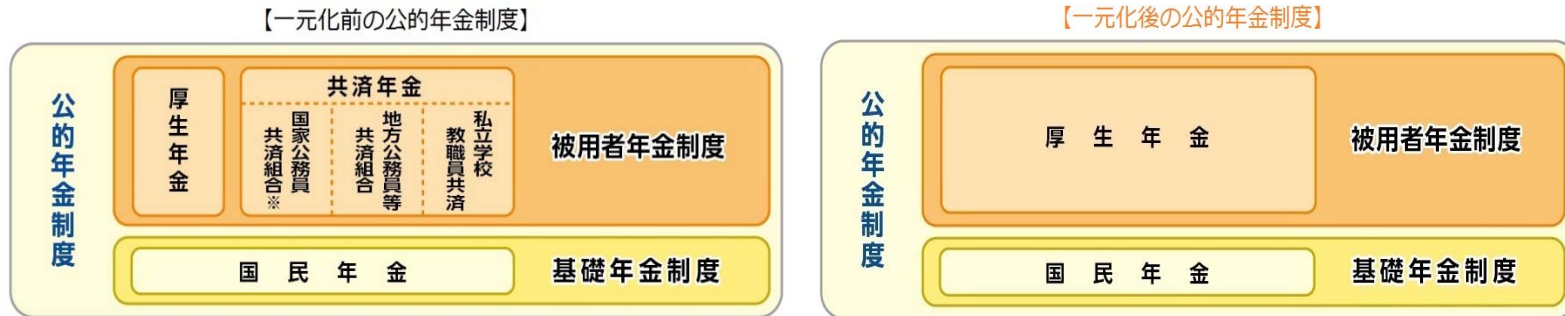 【一元化前の公的年金制度】
公的年金制度
厚生年金
共済年金
国家公務員
共済組合※
地方公務員等
共済組合
私立学校
教職員共済
被用者年金制度
国民年金
基礎年金制度
【一元化後の公的年金制度】
公的年金制度
厚生年金
被用者年金制度
国民年金
基礎年金制度